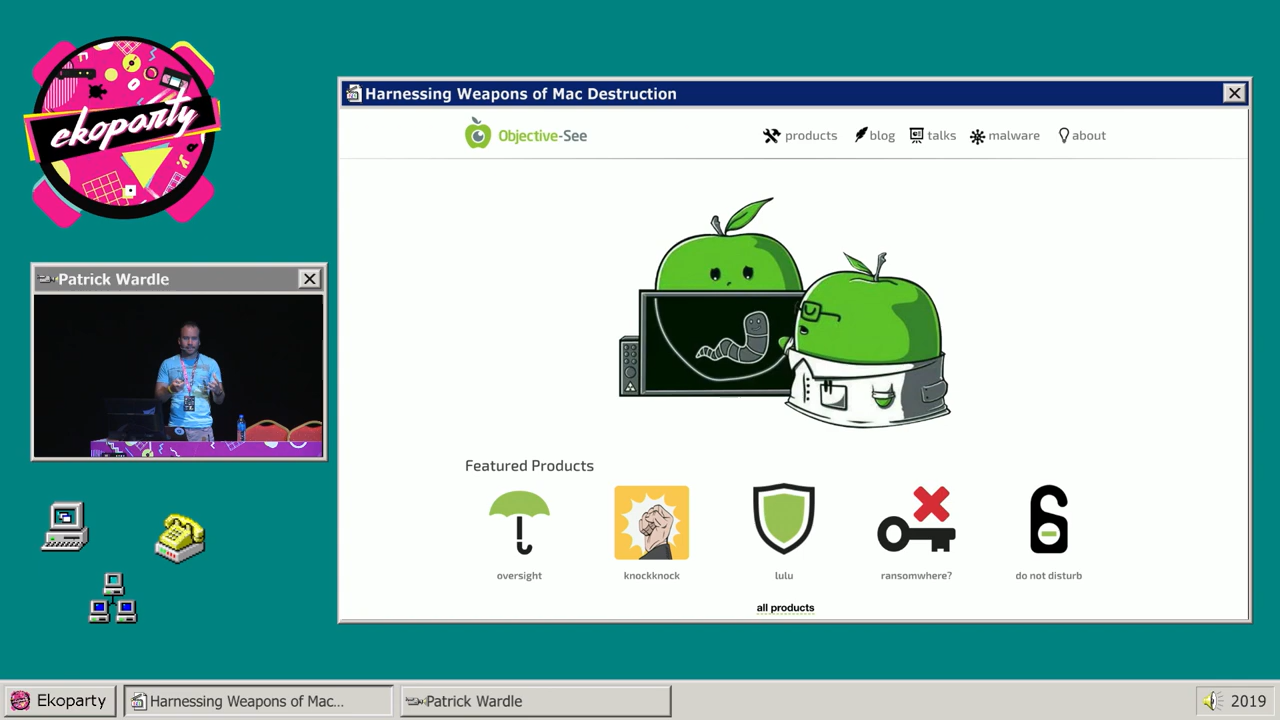 ekoparty
Harnessing Weapons of Mac Destruction
Objective-See
products
blog
talks
malware
about
Patrick Wardle
Featured Products
oversight
knockknock
lulu
ransomwhere?
do not disturb
all products
Ekoparty
Harnessing Weapons of Mac...
Patrick Wardle
2019